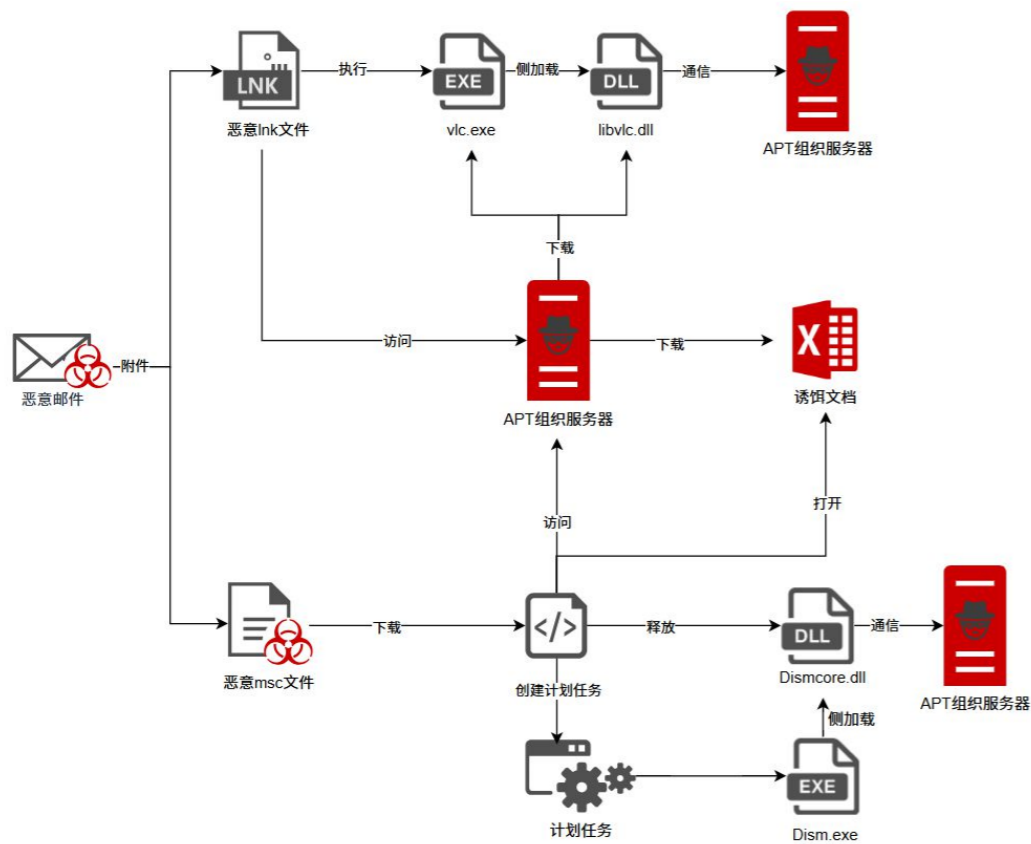 LNK
执行
EXE
侧加载
DLL
通信
恶意lnk文件
vlc.exe
libvlc.dll
APT组织服务器
下载
访问
下载
X
附件
恶意邮件
APT组织服务器
诱饵文档
打开
访问
下载
</>
释放
DLL
通信
恶意msc文件
创建计划任务
Dismcore.dll
APT组织服务器
侧加载
EXE
计划任务
Dism.exe